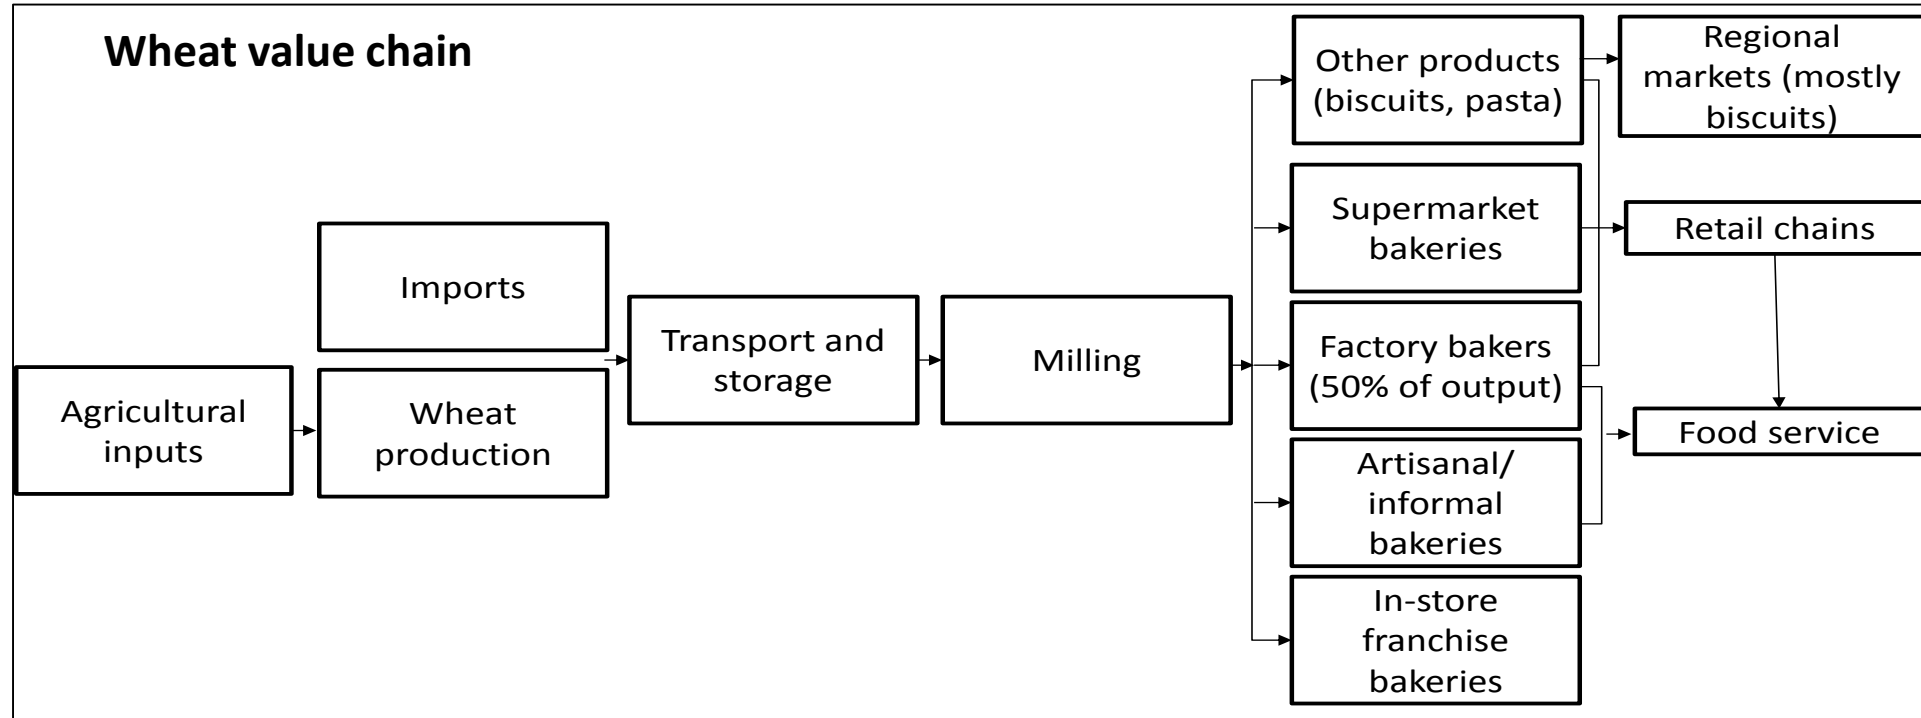 Wheat value chain
Agricultural
inputs
Imports
Wheat
production
Transport and
storage
Milling
Other products
(biscuits, pasta)
Supermarket
bakeries
Factory bakers
(50% of output)
Artisanal/
informal
bakeries
In-store
franchise
bakeries
Regional
markets (mostly
biscuits)
Retail chains
Food service